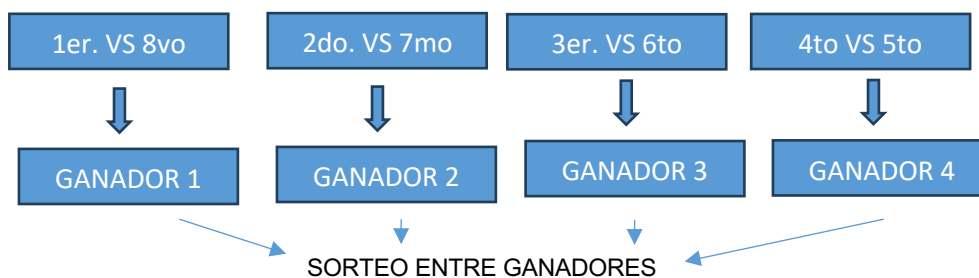 1er. VS 8vo
2do. VS 7mo
3er. VS 6to
4to VS 5to
GANADOR 1
GANADOR 2
GANADOR 3
GANADOR 4
SORTEO ENTRE GANADORES